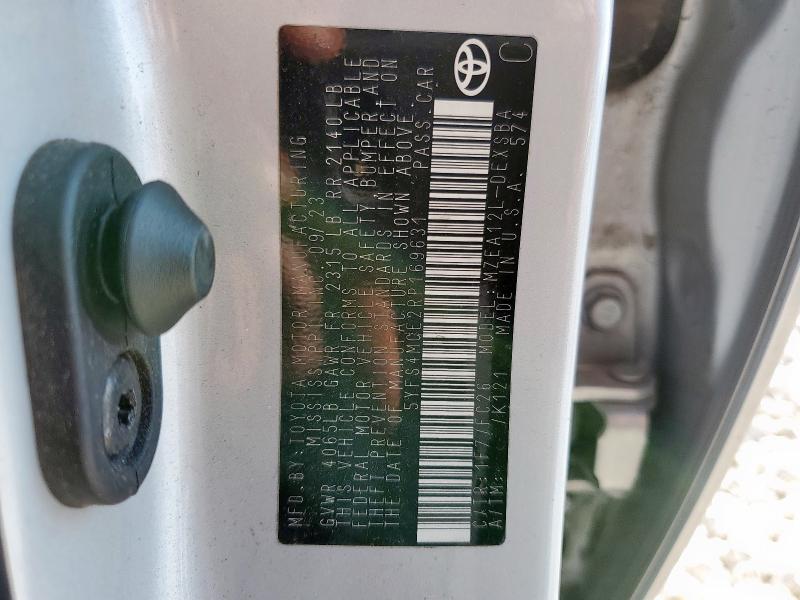 MFD.BY:TOYOTA MOTOR MANUFACTURING
MISSISSIPPI, INC. 09/23
GVWR 4065LB GAWR FR 2315 LB RR 2140 LB
THIS VEHICLE CONFORMS TO ALL APPLICABLE
FEDERAL MOTOR VEHICLE SAFETY, BUMPER, AND
THEFT PREVENTION STANDARDS IN EFFECT ON
THE DATE OF MANUFACTURE SHOWN ABOVE.
5YFS4MCE2RP169631 PASS.CAR
C/TR:1F7//FC26 MODEL:MZEA12L-DEXSBA
A/TM: /K121 MADE IN U.S.A. 574
C